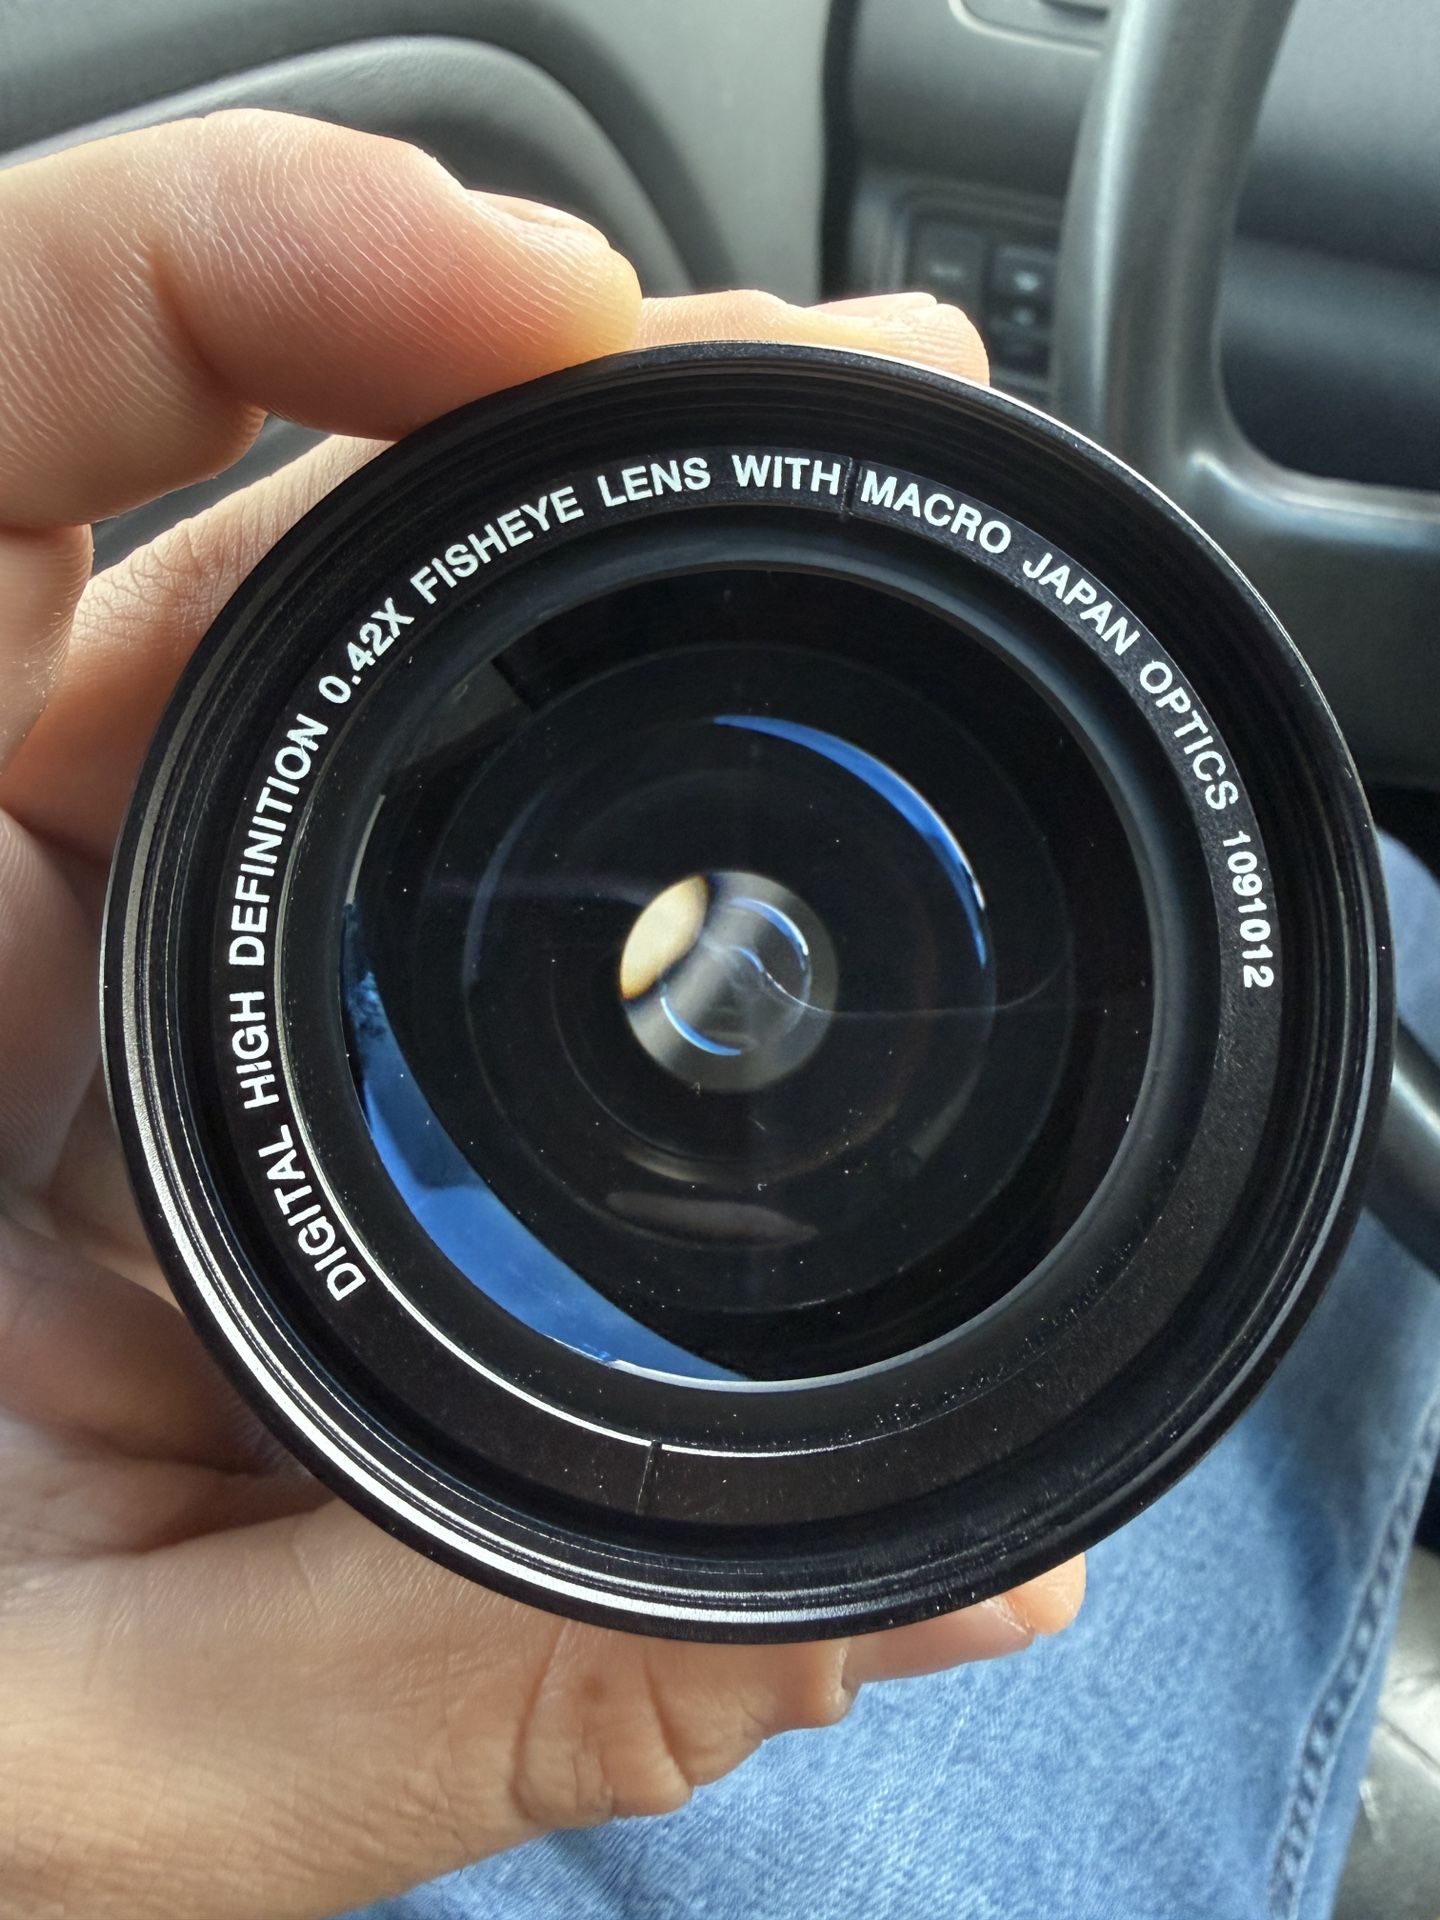 DIGITAL HIGH DEFINITION 0.42X FISHEYE LENS WITH MACRO JAPAN OPTICS 1091012